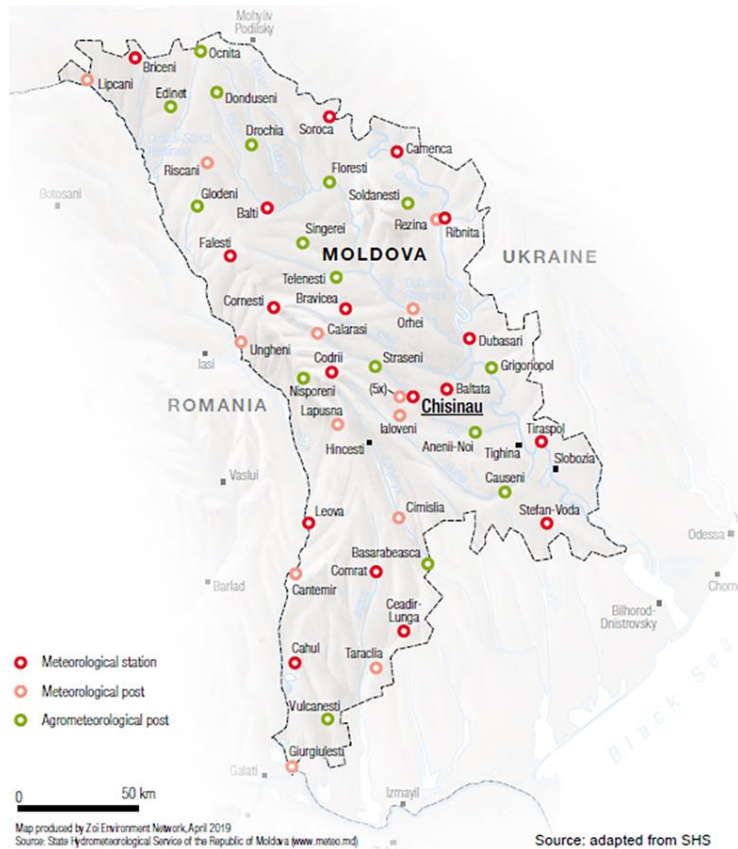 Mohyliv
Podilsky
Ocnita
Briceni
Lipcani
Edinet
Donduseni
Soroca
Drochia
Camenca
Riscani
Floresti
Glodeni
Soldanesti
Botosani
Balti
Rezina
Ribnita
Singerei
Falesti
MOLDOVA
UKRAINE
Telenesti
Cornesti
Bravicea
Orhei
Calarasi
Dubasari
Ungheni
Iasi
Codrii
Straseni
Grigoriopol
Nisporeni
(5x)
Baltata
ROMANIA
Chisinau
Lapusna
Ialoveni
Tiraspol
Hincesti
Anenii-Noi
Tighina
Slobozia
Vaslui
Causeni
Leova
Cimislia
Stefan-Voda
Odessa
Basarabeasca
Comrat
Barlad
Cantemir
Chorno
Bilhorod-
Dnistrovsky
Ceadir-
Lunga
Cahul
Taraclia
Meteorological station
Meteorological post
Agrometeorological post
Vulcanesti
Black Sea
Giurgiulesti
Galati
Izmayil
0 50 km
Map produced by Zoï Environment Network, April 2019
Source: State Hydrometeorological Service of the Republic of Moldova (www.meteo.md)
Source: adapted from SHS